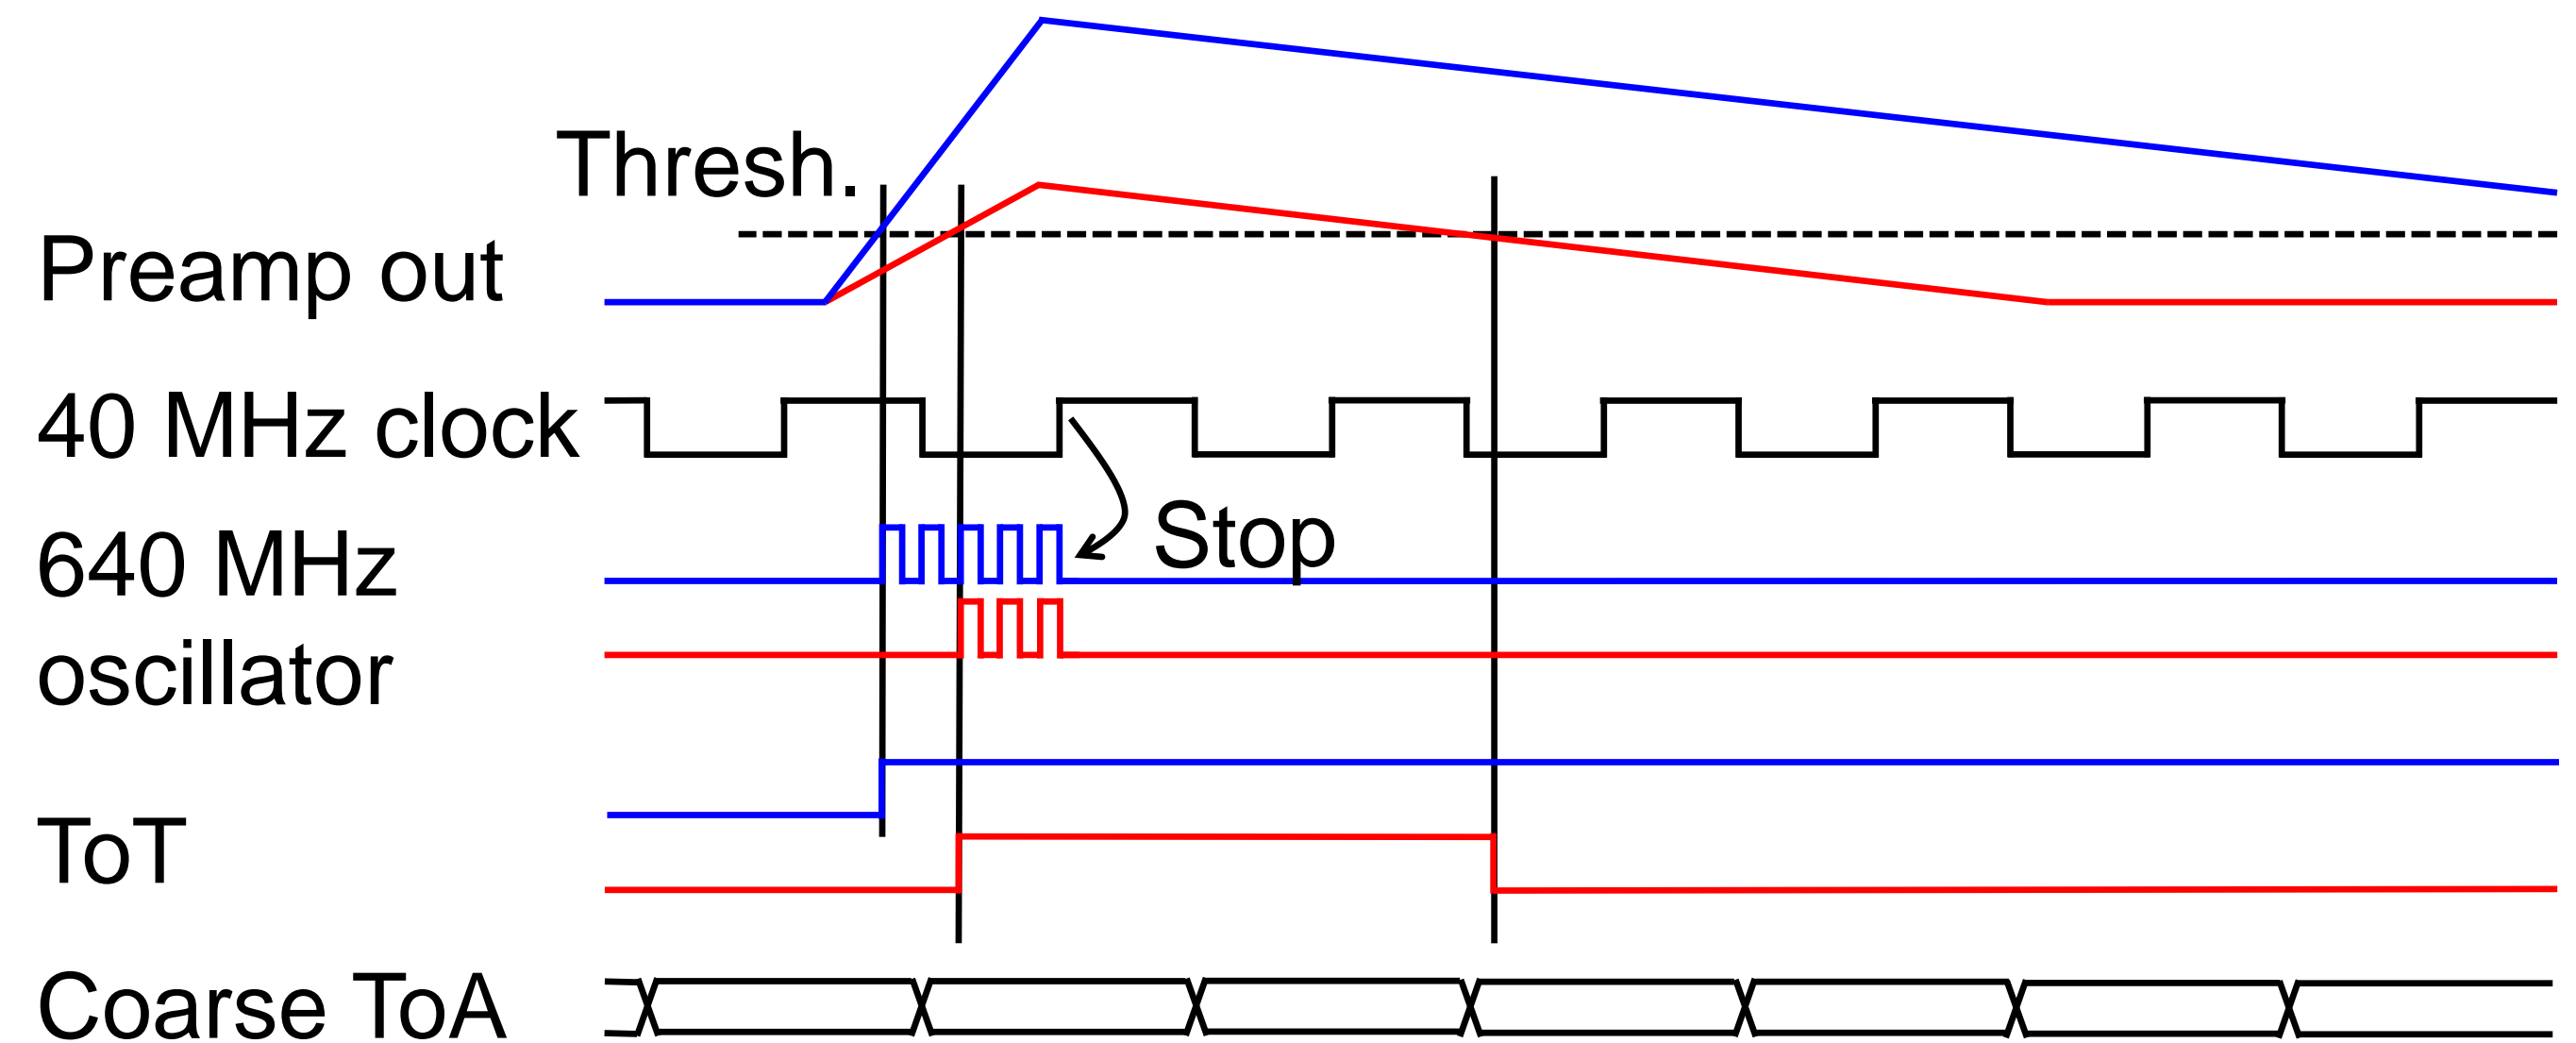 Thresh.
Preamp out
40 MHz clock
Stop
640 MHz
oscillator
ToT
Coarse ToA